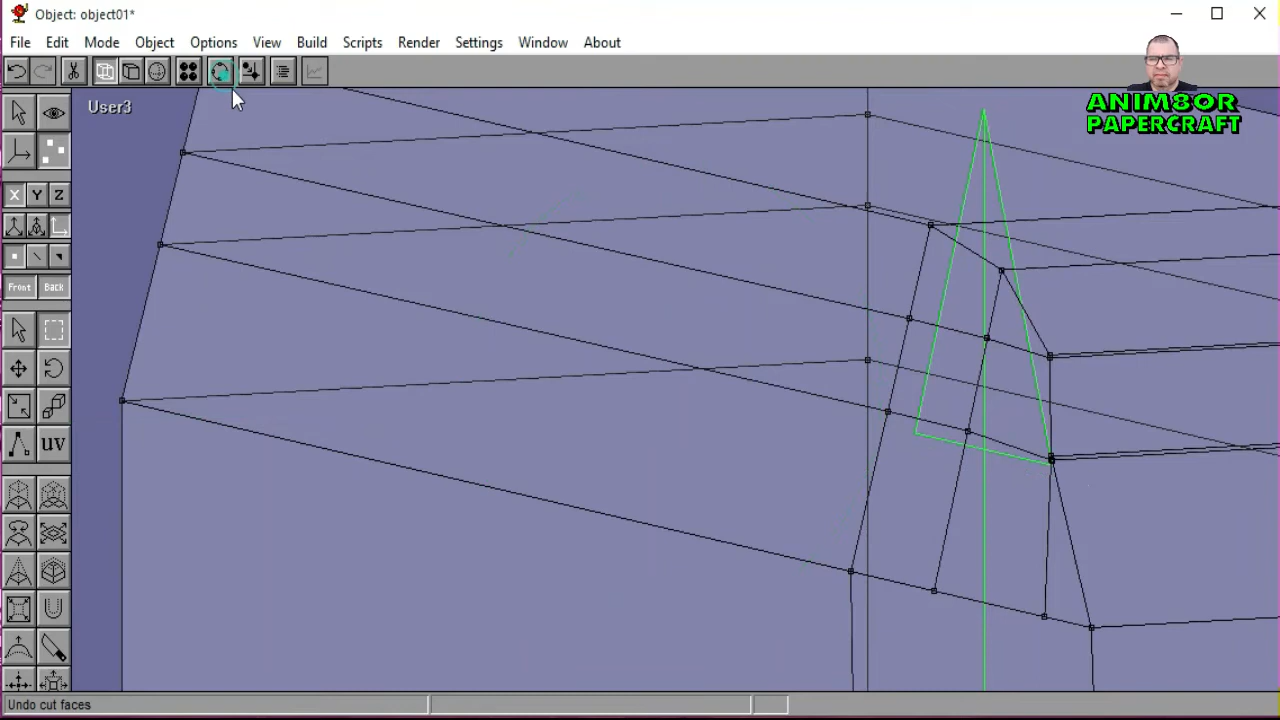 Object: object01*
File Edit Mode Object Options View Build Scripts Render Settings Window About
User3
ANIM8OR
PAPERCRAFT
X Y Z
Front Back
uv
Undo cut faces